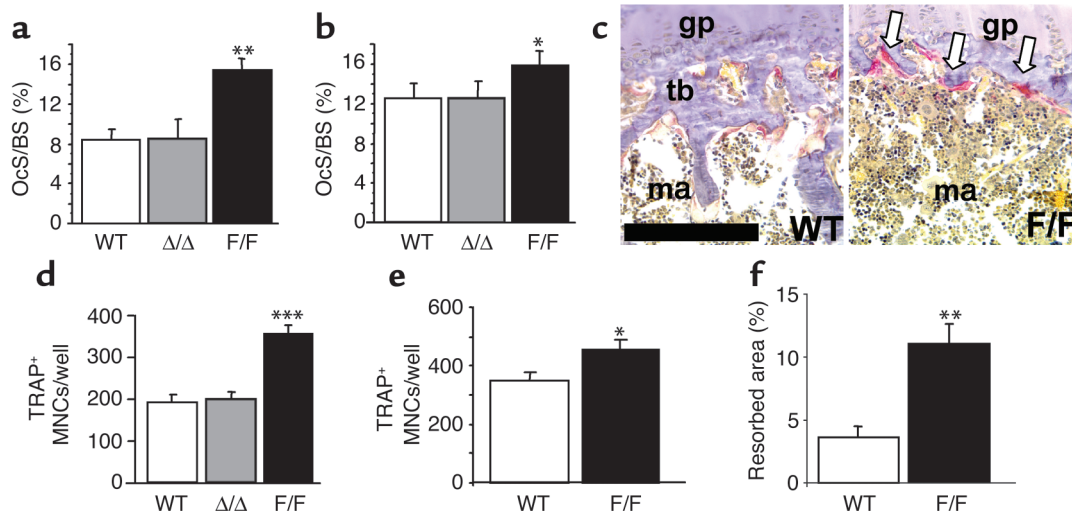 a
OcS/BS (%)
16
12
8
4
0
**
WT Δ/Δ F/F
b
OcS/BS (%)
16
12
8
4
0
*
WT Δ/Δ F/F
c
gp
tb
ma
WT
gp
ma
F/F
d
TRAP+
MNCs/well
400
300
200
100
0
***
WT Δ/Δ F/F
e
TRAP+
MNCs/well
600
400
200
0
*
WT F/F
f
Resorbed area (%)
15
10
5
0
**
WT F/F